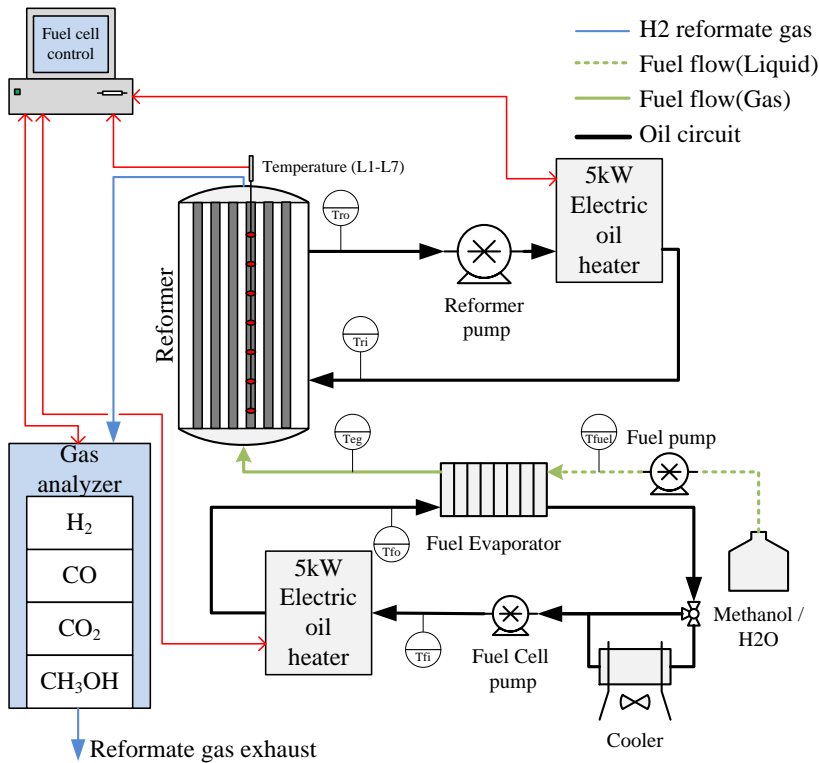 Fuel cell
control
H2 reformate gas
Fuel flow(Liquid)
Fuel flow(Gas)
Oil circuit
Temperature (L1-L7)
5kW
Electric
oil
heater
Tro
Reformer
pump
Reformer
Tri
Teg
Tfuel
Fuel pump
Gas
analyzer
H2
CO
CO2
CH3OH
Tfo
Fuel Evaporator
5kW
Electric
oil
heater
Tfi
Fuel Cell
pump
Methanol /
H2O
Cooler
Reformate gas exhaust